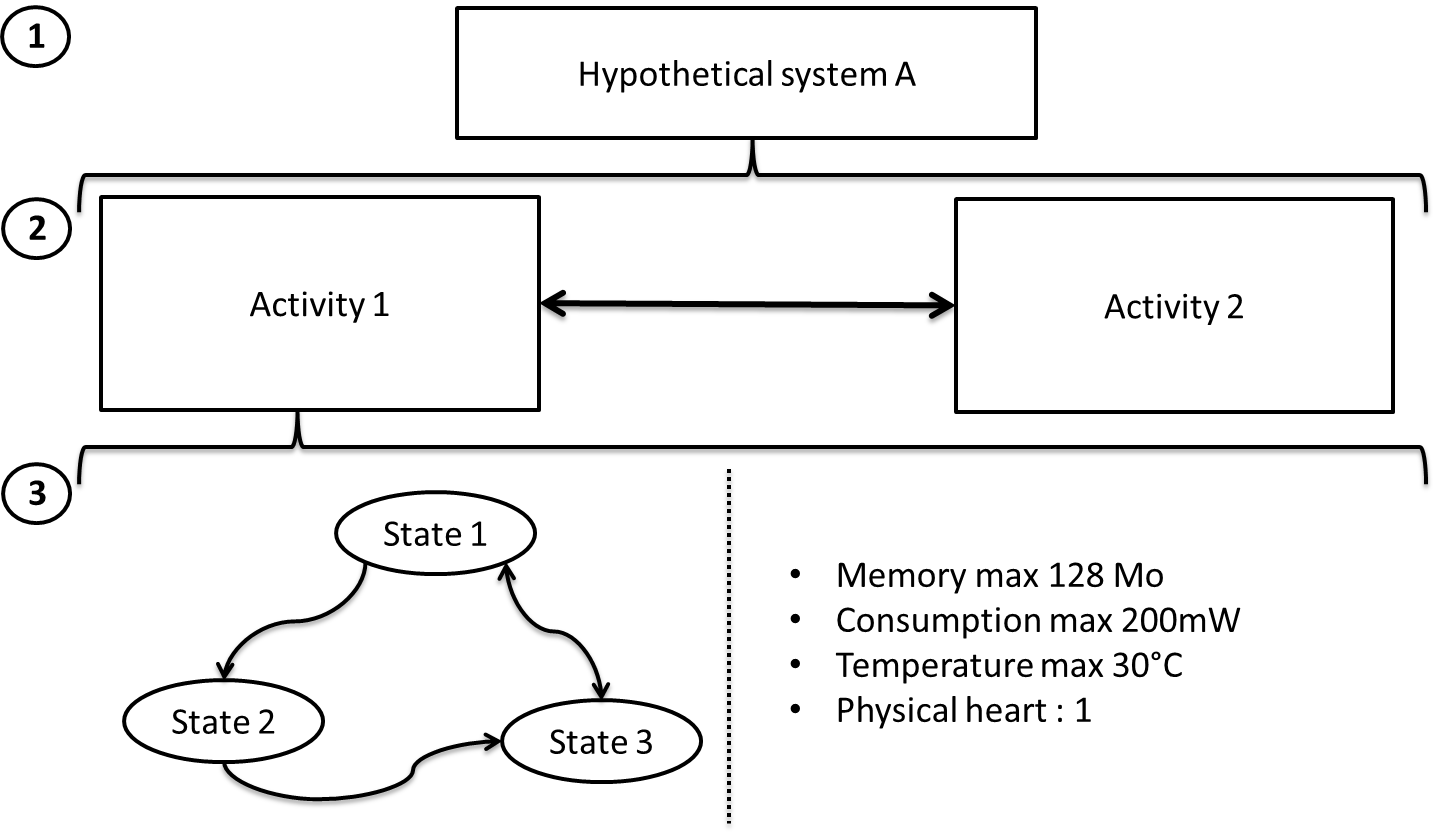 1
Hypothetical system A
2
Activity 1
Activity 2
3
State 1
State 2
State 3
• Memory max 128 Mo
• Consumption max 200mW
• Temperature max 30°C
• Physical heart : 1